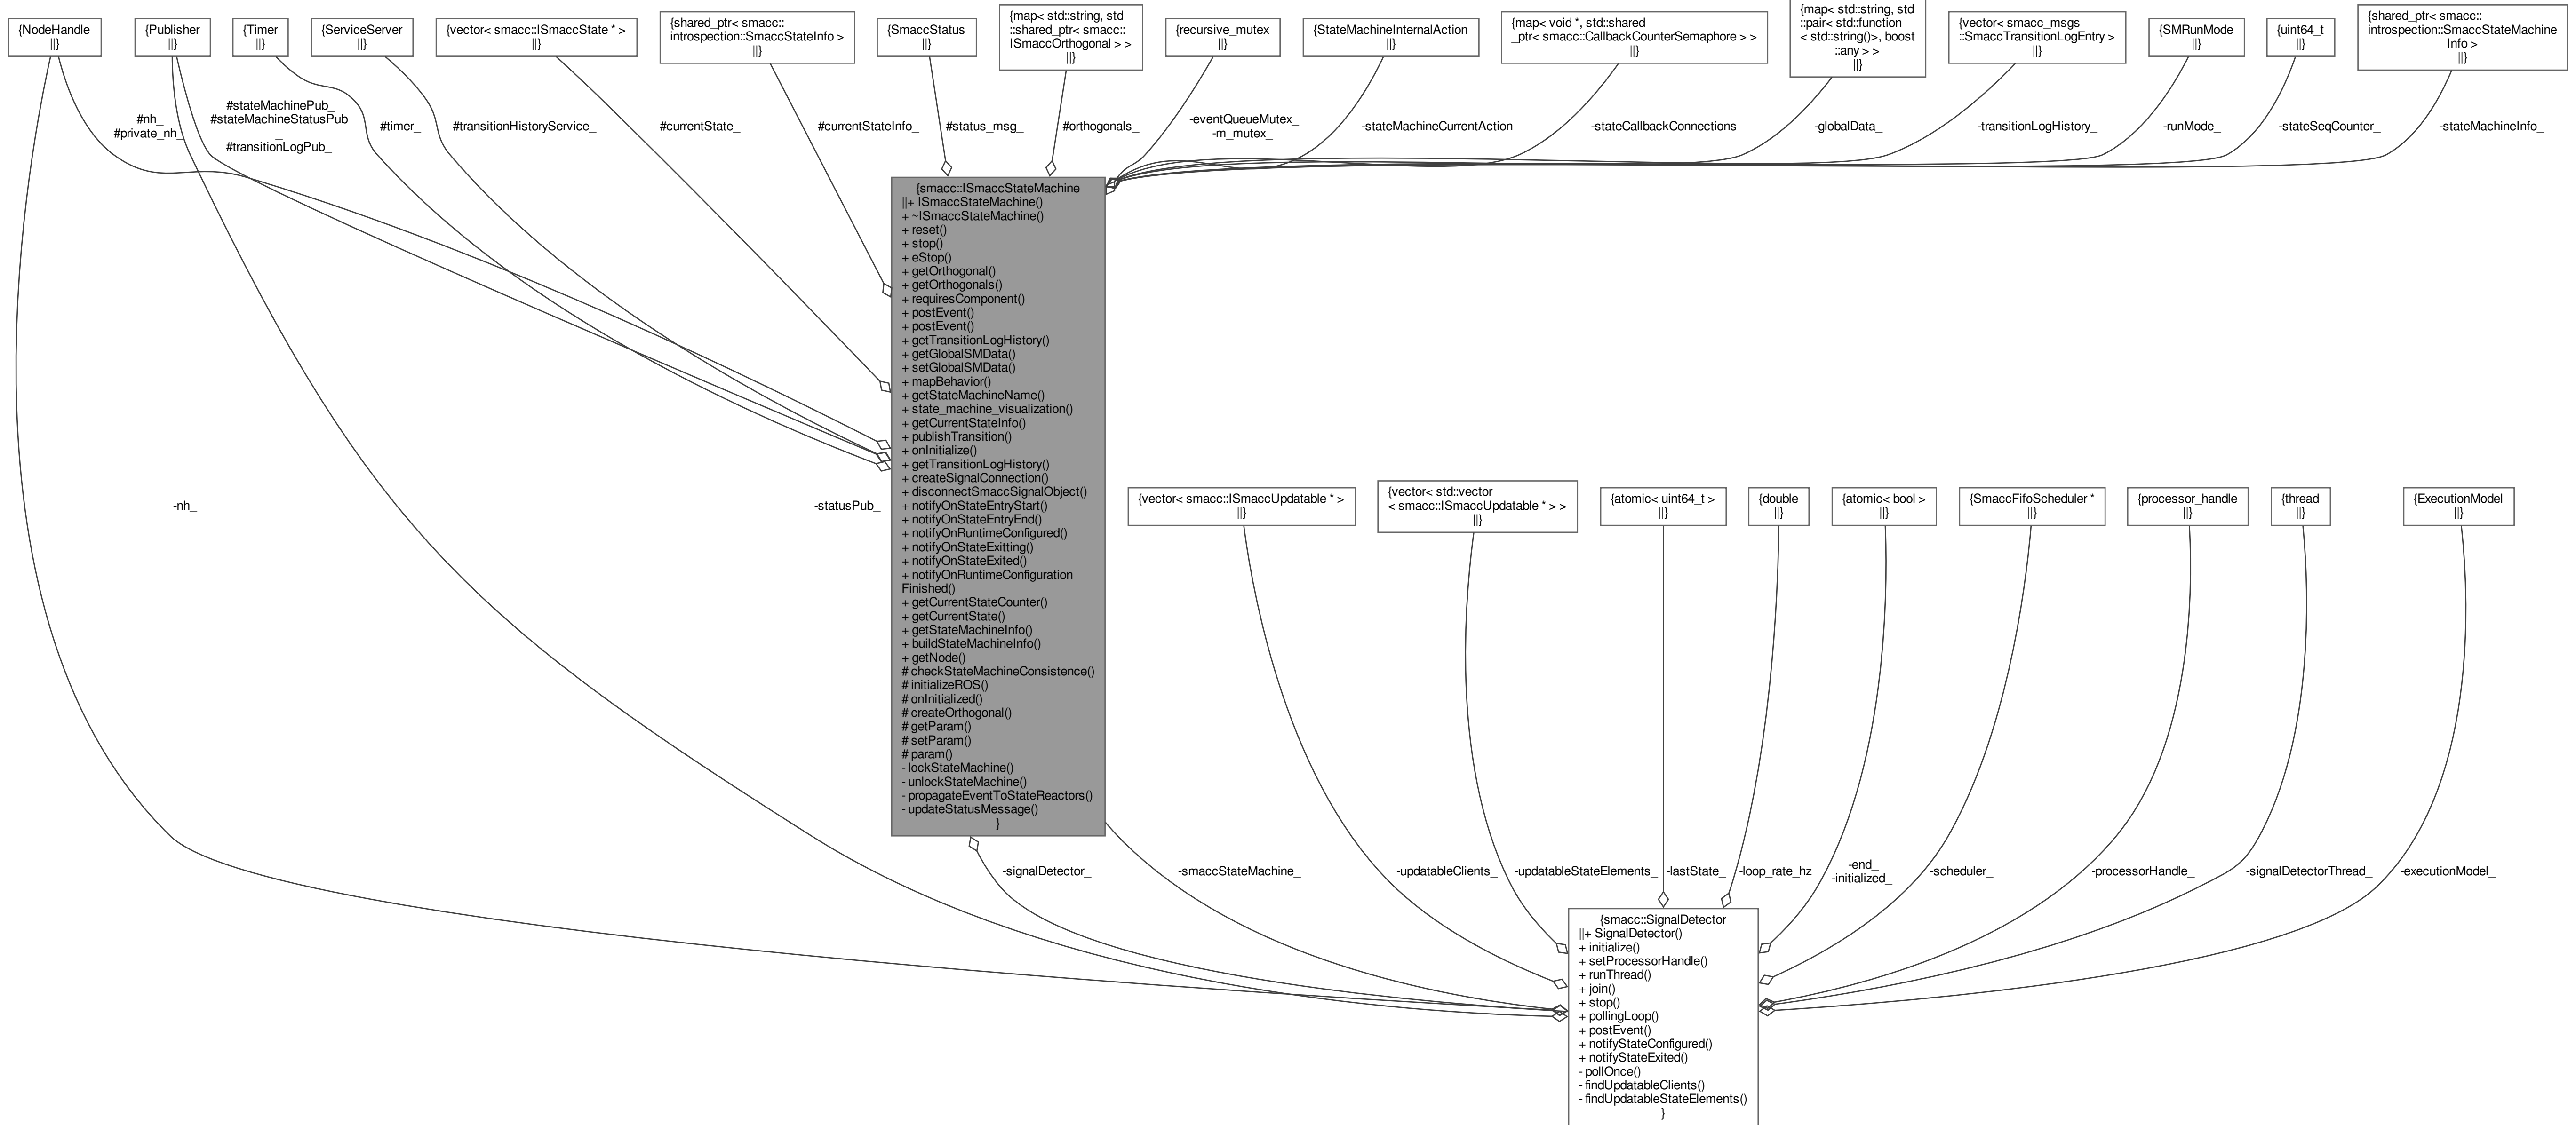 {NodeHandle
||}
{Publisher
||}
{Timer
||}
{ServiceServer
||}
{vector< smacc::ISmaccState * >
||}
{shared_ptr< smacc::
introspection::SmaccStateInfo >
||}
{SmaccStatus
||}
{map< std::string, std
::shared_ptr< smacc::
ISmaccOrthogonal > >
||}
{recursive_mutex
||}
{StateMachineInternalAction
||}
{map< void *, std::shared
_ptr< smacc::CallbackCounterSemaphore > >
||}
{map< std::string, std
::pair< std::function
< std::string()>, boost
::any > >
||}
{vector< smacc_msgs
::SmaccTransitionLogEntry >
||}
{SMRunMode
||}
{uint64_t
||}
{shared_ptr< smacc::
introspection::SmaccStateMachine
Info >
||}
#nh_
#private_nh_
#stateMachinePub_
#stateMachineStatusPub
_
#transitionLogPub_
#timer_
#transitionHistoryService_
#currentState_
#currentStateInfo_
#status_msg_
#orthogonals_
-eventQueueMutex_
-m_mutex_
-stateMachineCurrentAction
-stateCallbackConnections
-globalData_
-transitionLogHistory_
-runMode_
-stateSeqCounter_
-stateMachineInfo_
{smacc::ISmaccStateMachine
||+ ISmaccStateMachine()
+ ~ISmaccStateMachine()
+ reset()
+ stop()
+ eStop()
+ getOrthogonal()
+ getOrthogonals()
+ requiresComponent()
+ postEvent()
+ postEvent()
+ getTransitionLogHistory()
+ getGlobalSMData()
+ setGlobalSMData()
+ mapBehavior()
+ getStateMachineName()
+ state_machine_visualization()
+ getCurrentStateInfo()
+ publishTransition()
+ onInitialize()
+ getTransitionLogHistory()
+ createSignalConnection()
+ disconnectSmaccSignalObject()
+ notifyOnStateEntryStart()
+ notifyOnStateEntryEnd()
+ notifyOnRuntimeConfigured()
+ notifyOnStateExitting()
+ notifyOnStateExited()
+ notifyOnRuntimeConfiguration
Finished()
+ getCurrentStateCounter()
+ getCurrentState()
+ getStateMachineInfo()
+ buildStateMachineInfo()
+ getNode()
# checkStateMachineConsistence()
# initializeROS()
# onInitialized()
# createOrthogonal()
# getParam()
# setParam()
# param()
- lockStateMachine()
- unlockStateMachine()
- propagateEventToStateReactors()
- updateStatusMessage()
}
-nh_
-statusPub_
{vector< smacc::ISmaccUpdatable * >
||}
{vector< std::vector
< smacc::ISmaccUpdatable * > >
||}
{atomic< uint64_t >
||}
{double
||}
{atomic< bool >
||}
{SmaccFifoScheduler *
||}
{processor_handle
||}
{thread
||}
{ExecutionModel
||}
-signalDetector_
-smaccStateMachine_
-updatableClients_
-updatableStateElements_
-lastState_
-loop_rate_hz
-end_
-initialized_
-scheduler_
-processorHandle_
-signalDetectorThread_
-executionModel_
{smacc::SignalDetector
||+ SignalDetector()
+ initialize()
+ setProcessorHandle()
+ runThread()
+ join()
+ stop()
+ pollingLoop()
+ postEvent()
+ notifyStateConfigured()
+ notifyStateExited()
- pollOnce()
- findUpdatableClients()
- findUpdatableStateElements()
}